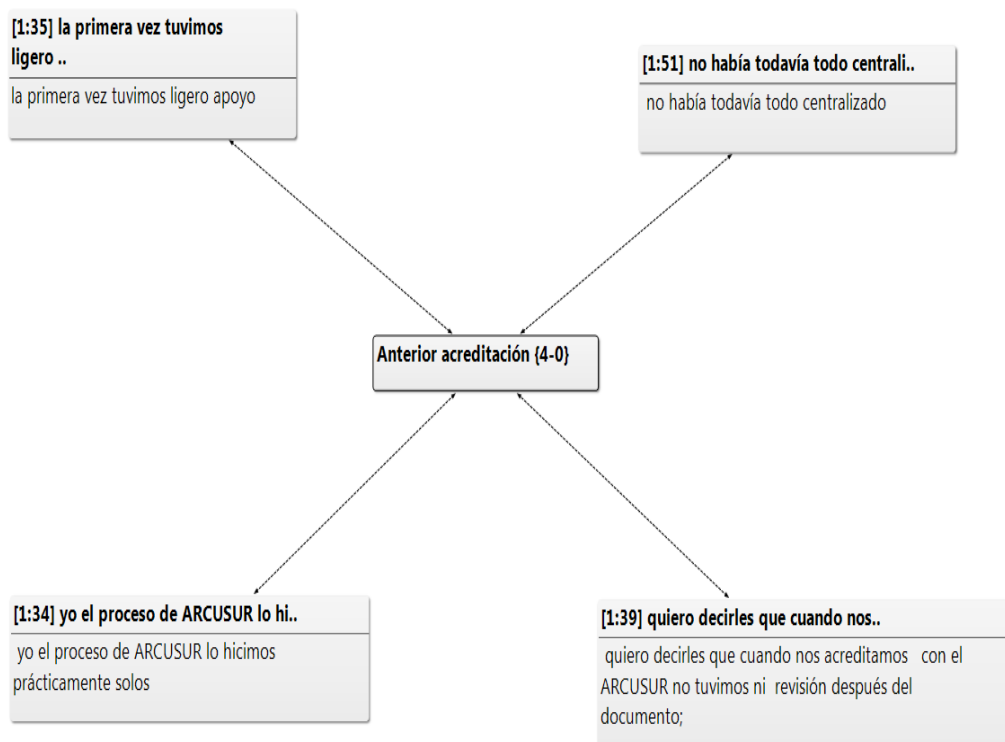 [1:35] la primera vez tuvimos
ligero ..
la primera vez tuvimos ligero apoyo
[1:51] no había todavía todo centrali..
no había todavía todo centralizado
Anterior acreditación {4-0}
[1:34] yo el proceso de ARCUSUR lo hi..
yo el proceso de ARCUSUR lo hicimos
prácticamente solos
[1:39] quiero decirles que cuando nos..
quiero decirles que cuando nos acreditamos con el
ARCUSUR no tuvimos ni revisión después del
documento;